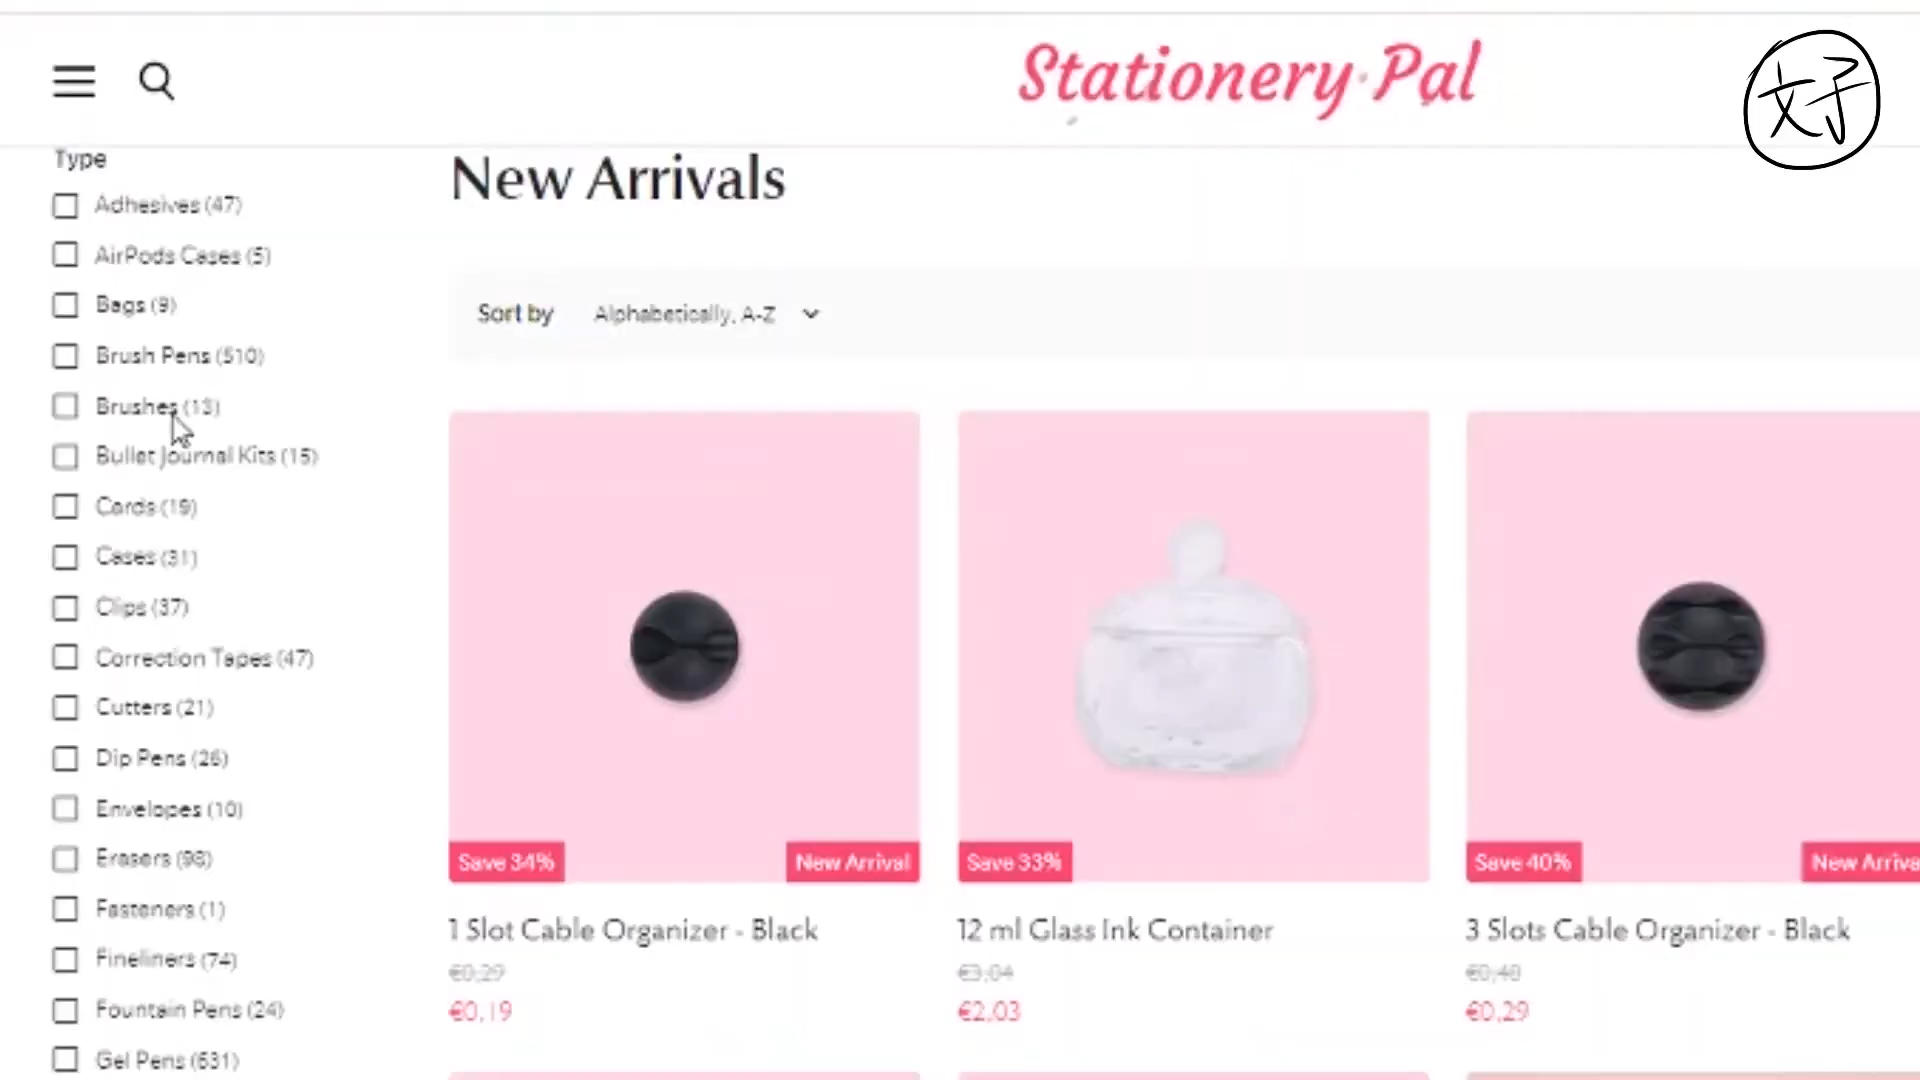 Stationery Pal
好
Type
Adhesives (47)
AirPods Cases (5)
Bags (9)
Brush Pens (510)
Brushes (13)
Bullet Journal Kits (15)
Cards (19)
Cases (31)
Clips (37)
Correction Tapes (47)
Cutters (21)
Dip Pens (26)
Envelopes (10)
Erasers (98)
Fasteners (1)
Fineliners (74)
Fountain Pens (24)
Gel Pens (631)
New Arrivals
Sort by Alphabetically, A-Z
Save 34% New Arrival
1 Slot Cable Organizer - Black
€0,29
€0,19
Save 33%
12 ml Glass Ink Container
€3,04
€2,03
Save 40% New Arriva
3 Slots Cable Organizer - Black
€0,48
€0,29